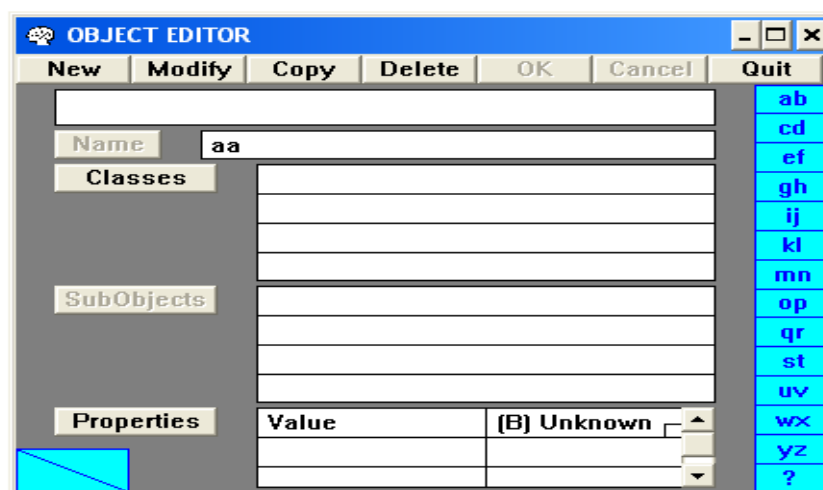 OBJECT EDITOR
New Modify Copy Delete OK Cancel Quit
Name aa
Classes
SubObjects
Properties Value (B) Unknown
ab
cd
ef
gh
ij
kl
mn
op
qr
st
uv
wx
yz
?